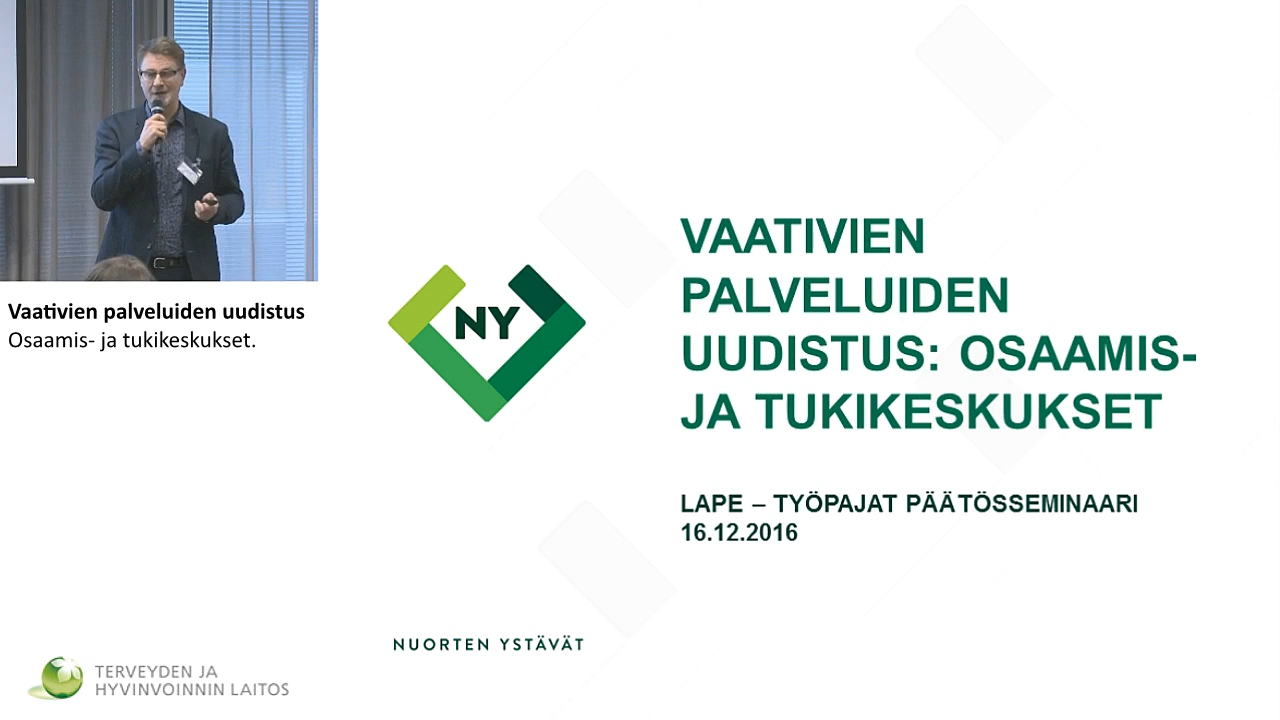 Vaativien palveluiden uudistus
Osaamis- ja tukikeskukset.
NY
VAATIVIEN
PALVELUIDEN
UUDISTUS: OSAAMIS-
JA TUKIKESKUKSET
LAPE – TYÖPAJAT PÄÄTÖSSEMINAARI
16.12.2016
NUORTEN YSTÄVÄT
TERVEYDEN JA
HYVINVOINNIN LAITOS